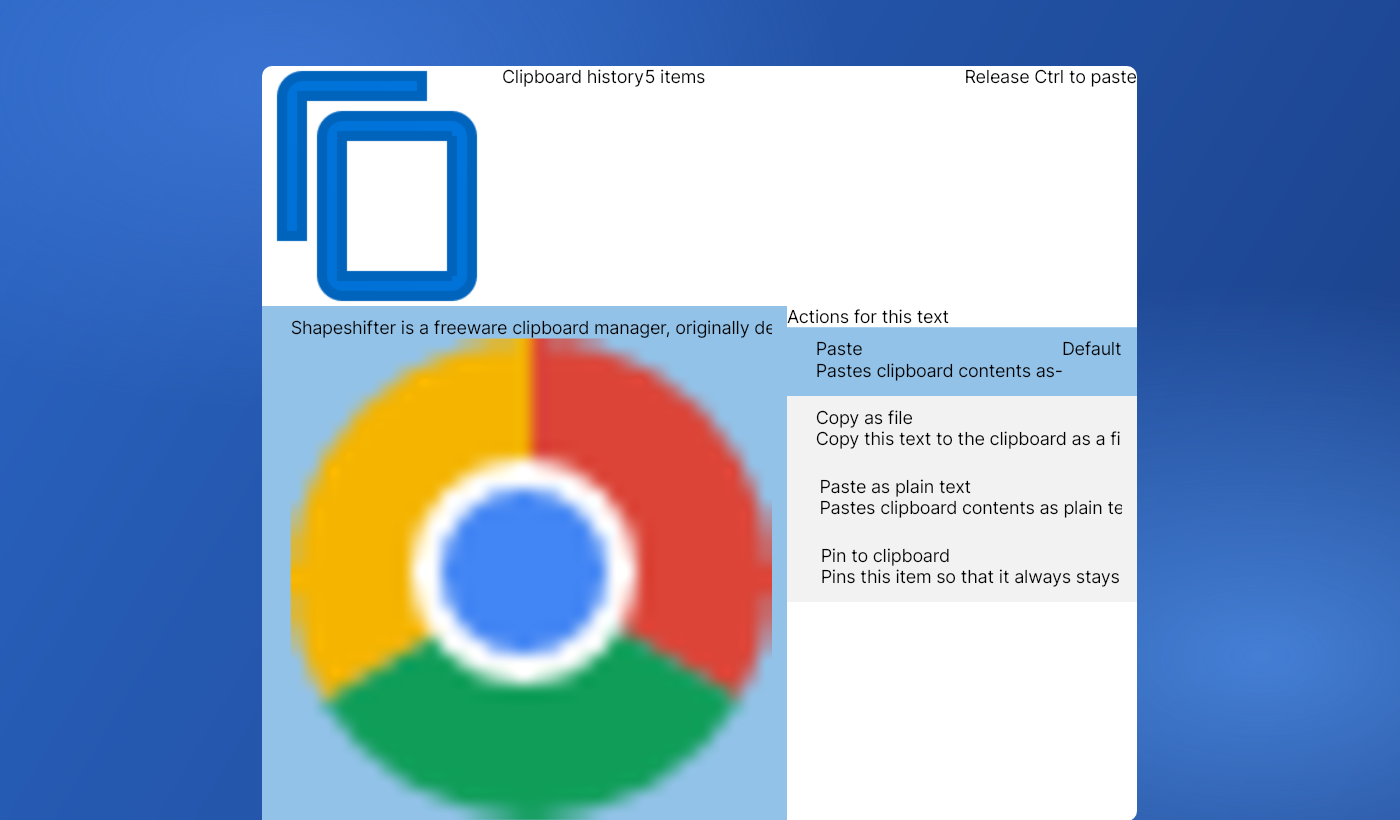 Clipboard history5 items
Release Ctrl to paste
Shapeshifter is a freeware clipboard manager, originally de
Actions for this text
Paste Default
Pastes clipboard contents as-
Copy as file
Copy this text to the clipboard as a fi
Paste as plain text
Pastes clipboard contents as plain te
Pin to clipboard
Pins this item so that it always stays